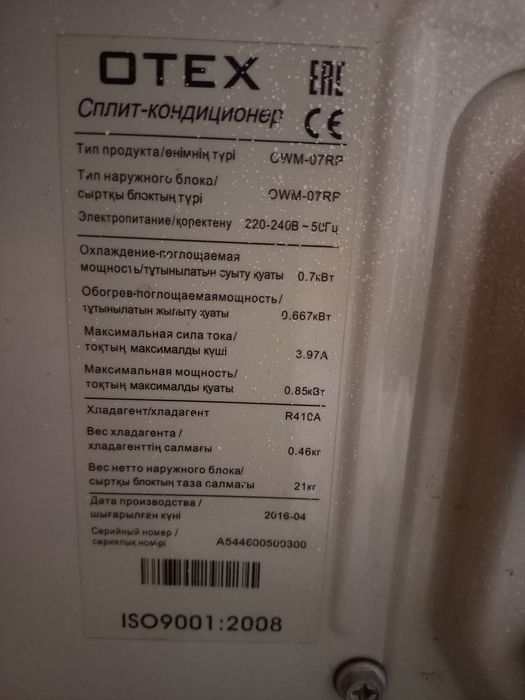 OTEX EAC
Сплит-кондиционер CE
Тип продукта/өнімнің түрі OWM-07RP
Тип наружного блока/
сыртқы блоктың түрі OWM-07RP
Электропитание/қоректену 220-240В ~ 50Гц
Охлаждение-поглощаемая
мощность/тұтынылатын суыту қуаты 0.7кВт
Обогрев-поглощаемаямощность/
тұтынылатын жылыту қуаты 0.667кВт
Максимальная сила тока/
тоқтың максималды күші 3.97A
Максимальная мощность/
тоқтың максималды қуаты 0.85кВт
Хладагент/хладагент R410A
Вес хладагента /
хладагенттің салмағы 0.46кг
Вес нетто наружного блока/
сыртқы блоктың таза салмағы 21кг
Дата производства /
шығарылған күні 2016-04
Серийный номер /
сериялық нөмірі A544600500300
ISO9001:2008